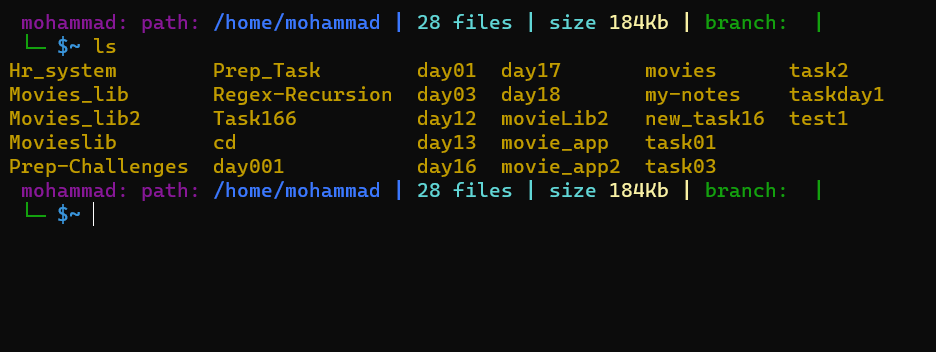 mohammad: path: /home/mohammad | 28 files | size 184Kb | branch:  |
└─ $~ ls
Hr_system        Prep_Task        day01  day17       movies      task2
Movies_lib       Regex-Recursion  day03  day18       my-notes    taskday1
Movies_lib2      Task166          day12  movieLib2   new_task16  test1
Movieslib        cd               day13  movie_app   task01
Prep-Challenges  day001           day16  movie_app2  task03
mohammad: path: /home/mohammad | 28 files | size 184Kb | branch:  |
└─ $~